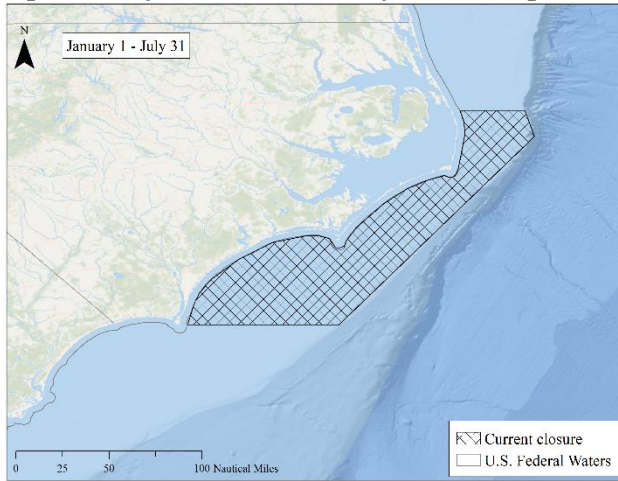 N
January 1 - July 31
Current closure
U.S. Federal Waters
0 25 50 100 Nautical Miles